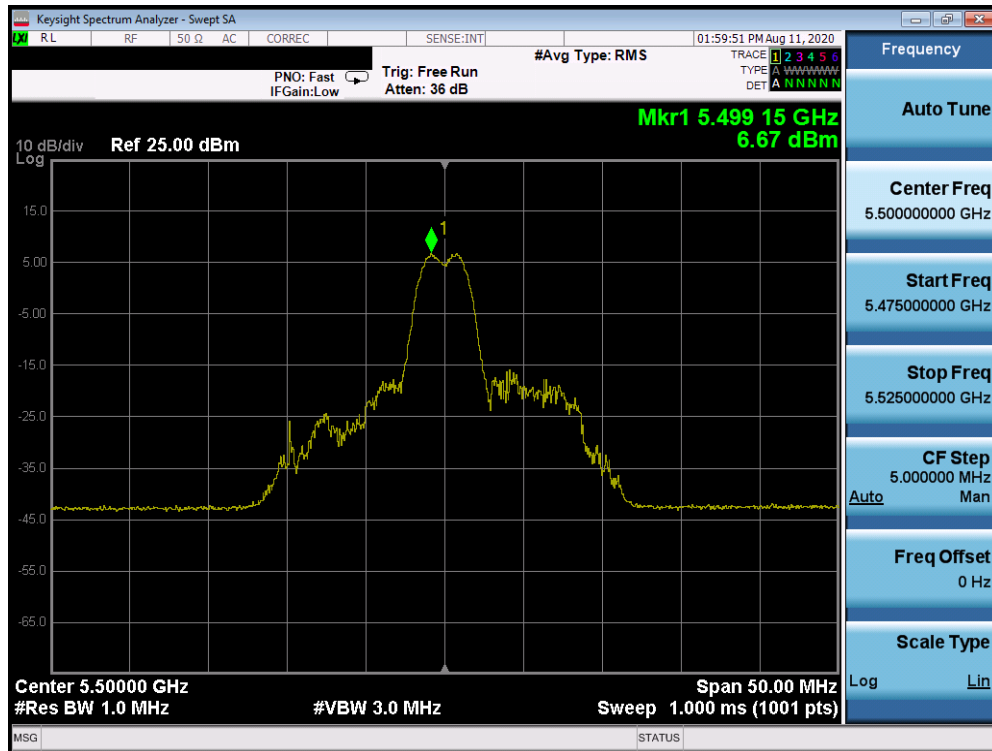 Keysight Spectrum Analyzer - Swept SA
LXI RL RF 50 Ω AC CORREC SENSE:INT 01:59:51 PM Aug 11, 2020
#Avg Type: RMS
PNO: Fast
IFGain:Low
Trig: Free Run
Atten: 36 dB
TRACE 1 2 3 4 5 6
TYPE A W W W W W
DET A N N N N N
Mkr1 5.499 15 GHz
6.67 dBm
10 dB/div Ref 25.00 dBm
Log
15.0
5.00
-5.00
-15.0
-25.0
-35.0
-45.0
-55.0
-65.0
1
Center 5.50000 GHz Span 50.00 MHz
#Res BW 1.0 MHz #VBW 3.0 MHz Sweep 1.000 ms (1001 pts)
MSG STATUS
Frequency
Auto Tune
Center Freq
5.500000000 GHz
Start Freq
5.475000000 GHz
Stop Freq
5.525000000 GHz
CF Step
5.000000 MHz
Auto Man
Freq Offset
0 Hz
Scale Type
Log Lin